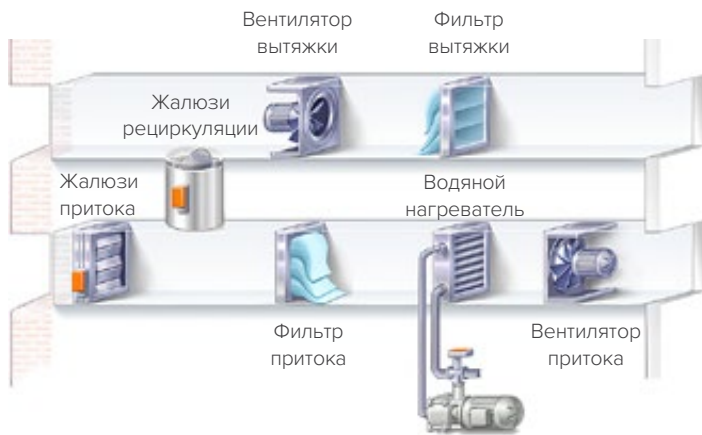 Вентилятор
вытяжки
Фильтр
вытяжки
Жалюзи
рециркуляции
Жалюзи
притока
Водяной
нагреватель
Фильтр
притока
Вентилятор
притока